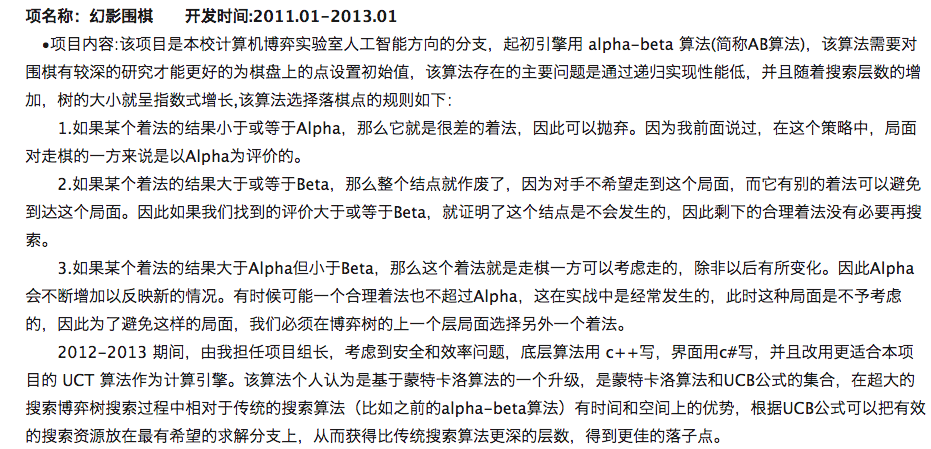 项名称：幻影围棋 开发时间:2011.01-2013.01
•项目内容:该项目是本校计算机博弈实验室人工智能方向的分支，起初引擎用 alpha-beta 算法(简称AB算法)，该算法需要对
围棋有较深的研究才能更好的为棋盘上的点设置初始值，该算法存在的主要问题是通过递归实现性能低，并且随着搜索层数的增
加，树的大小就呈指数式增长,该算法选择落棋点的规则如下：
1.如果某个着法的结果小于或等于Alpha，那么它就是很差的着法，因此可以抛弃。因为我前面说过，在这个策略中，局面
对走棋的一方来说是以Alpha为评价的。
2.如果某个着法的结果大于或等于Beta，那么整个结点就作废了，因为对手不希望走到这个局面，而它有别的着法可以避免
到达这个局面。因此如果我们找到的评价大于或等于Beta，就证明了这个结点是不会发生的，因此剩下的合理着法没有必要再搜
索。
3.如果某个着法的结果大于Alpha但小于Beta，那么这个着法就是走棋一方可以考虑走的，除非以后有所变化。因此Alpha
会不断增加以反映新的情况。有时候可能一个合理着法也不超过Alpha，这在实战中是经常发生的，此时这种局面是不予考虑
的，因此为了避免这样的局面，我们必须在博弈树的上一个层局面选择另外一个着法。
2012-2013 期间，由我担任项目组长，考虑到安全和效率问题，底层算法用 c++写，界面用c#写，并且改用更适合本项
目的 UCT 算法作为计算引擎。该算法个人认为是基于蒙特卡洛算法的一个升级，是蒙特卡洛算法和UCB公式的集合，在超大的
搜索博弈树搜索过程中相对于传统的搜索算法（比如之前的alpha-beta算法）有时间和空间上的优势，根据UCB公式可以把有效
的搜索资源放在最有希望的求解分支上，从而获得比传统搜索算法更深的层数，得到更佳的落子点。